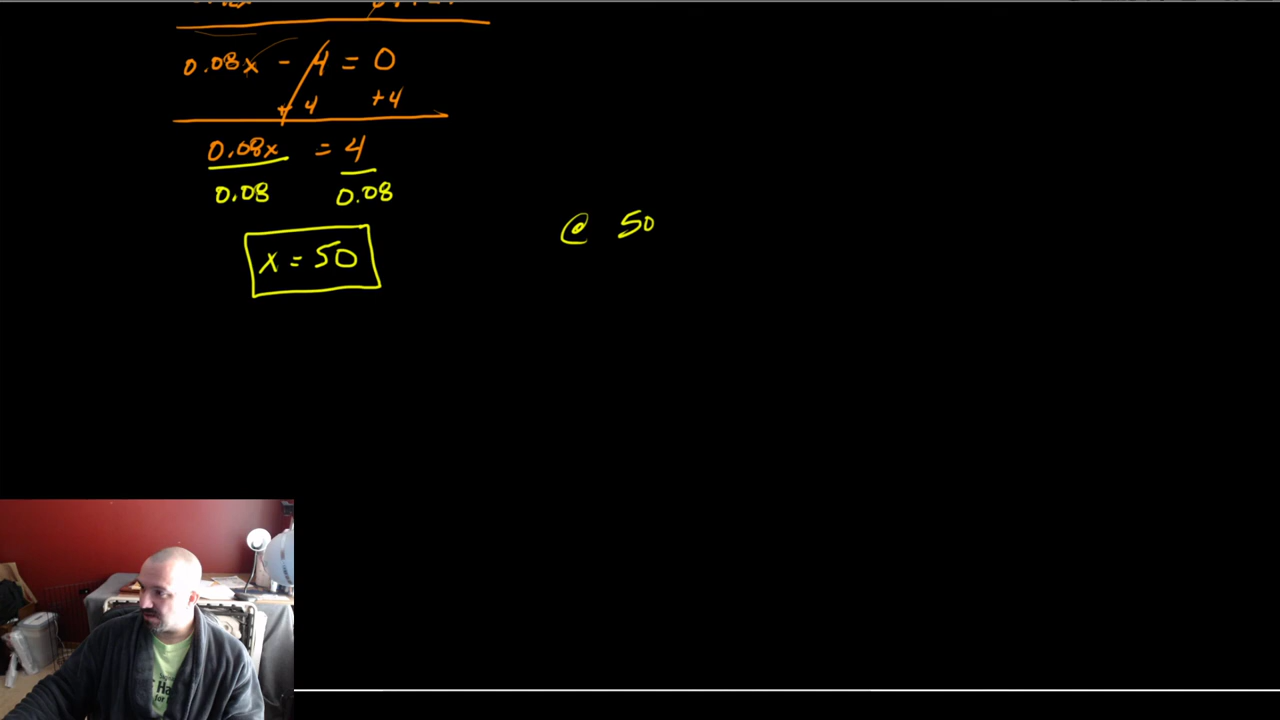 0.08x - 4 = 0
+ 4 +4
0.08x = 4
0.08 0.08
x = 50
@ 50